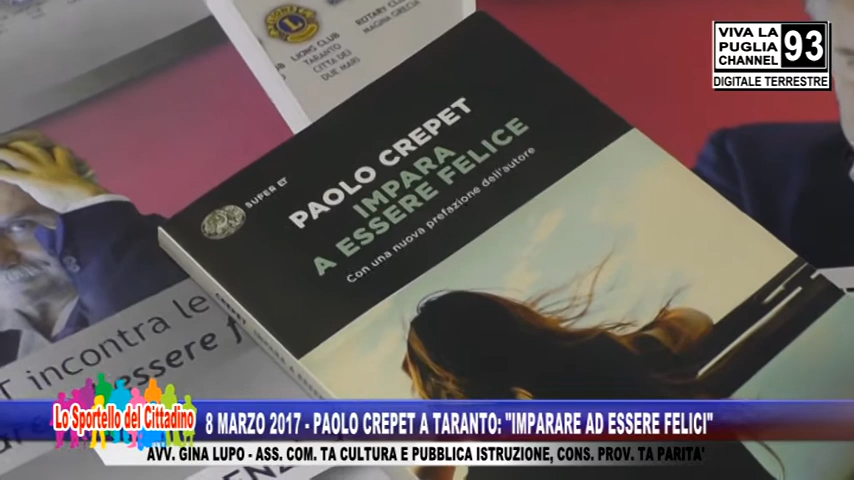 LIONS CLUB
TARANTO
CITTA DEI
DUE MARI
ROTARY CLUB
MAGNA GRECIA
VIVA LA
PUGLIA
CHANNEL
93
DIGITALE TERRESTRE
SUPER ET
PAOLO CREPET
IMPARA
A ESSERE FELICE
Con una nuova prefazione dell'autore
CREPET
incontra le
essere f
Lo Sportello del Cittadino
8 MARZO 2017 - PAOLO CREPET A TARANTO: "IMPARARE AD ESSERE FELICI"
AVV. GINA LUPO - ASS. COM. TA CULTURA E PUBBLICA ISTRUZIONE, CONS. PROV. TA PARITA'